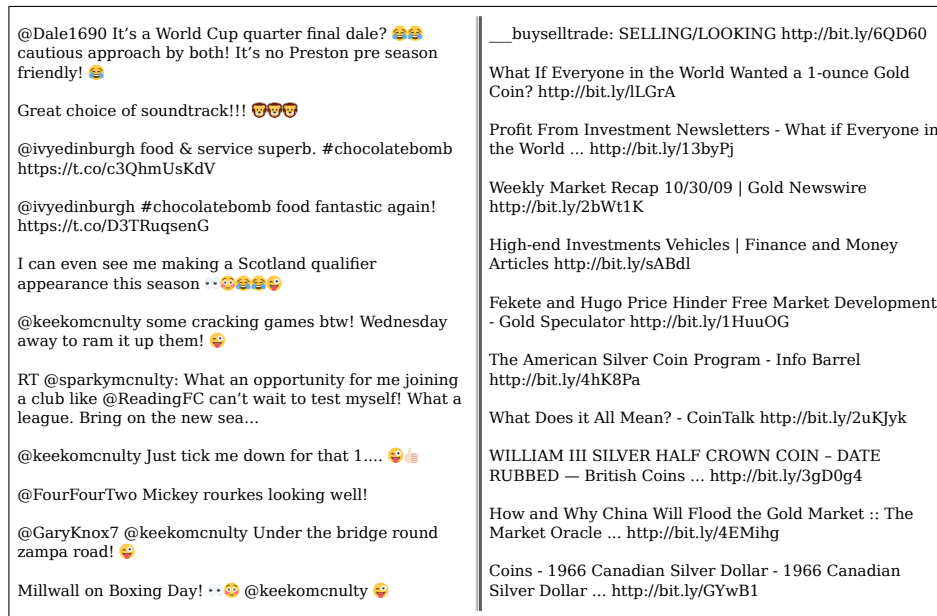 @Dale1690 It’s a World Cup quarter final dale? 😂😂
cautious approach by both! It’s no Preston pre season
friendly! 😂
Great choice of soundtrack!!! 🦁🦁🦁
@ivyedinburgh food & service superb. #chocolatebomb
https://t.co/c3QhmUsKdV
@ivyedinburgh #chocolatebomb food fantastic again!
https://t.co/D3TRuqsenG
I can even see me making a Scotland qualifier
appearance this season 👀😳😂😂😜
@keekomcnulty some cracking games btw! Wednesday
away to ram it up them! 😜
RT @sparkymcnulty: What an opportunity for me joining
a club like @ReadingFC can’t wait to test myself! What a
league. Bring on the new sea…
@keekomcnulty Just tick me down for that 1.... 😜👍🏻
@FourFourTwo Mickey rourkes looking well!
@GaryKnox7 @keekomcnulty Under the bridge round
zampa road! 😜
Millwall on Boxing Day! 👀😳 @keekomcnulty 😜
___buyselltrade: SELLING/LOOKING http://bit.ly/6QD60
What If Everyone in the World Wanted a 1-ounce Gold
Coin? http://bit.ly/lLGrA
Profit From Investment Newsletters - What if Everyone in
the World ... http://bit.ly/13byPj
Weekly Market Recap 10/30/09 | Gold Newswire
http://bit.ly/2bWt1K
High-end Investments Vehicles | Finance and Money
Articles http://bit.ly/sABdl
Fekete and Hugo Price Hinder Free Market Development
- Gold Speculator http://bit.ly/1HuuOG
The American Silver Coin Program - Info Barrel
http://bit.ly/4hK8Pa
What Does it All Mean? - CoinTalk http://bit.ly/2uKJyk
WILLIAM III SILVER HALF CROWN COIN – DATE
RUBBED — British Coins ... http://bit.ly/3gD0g4
How and Why China Will Flood the Gold Market :: The
Market Oracle ... http://bit.ly/4EMihg
Coins - 1966 Canadian Silver Dollar - 1966 Canadian
Silver Dollar ... http://bit.ly/GYwB1